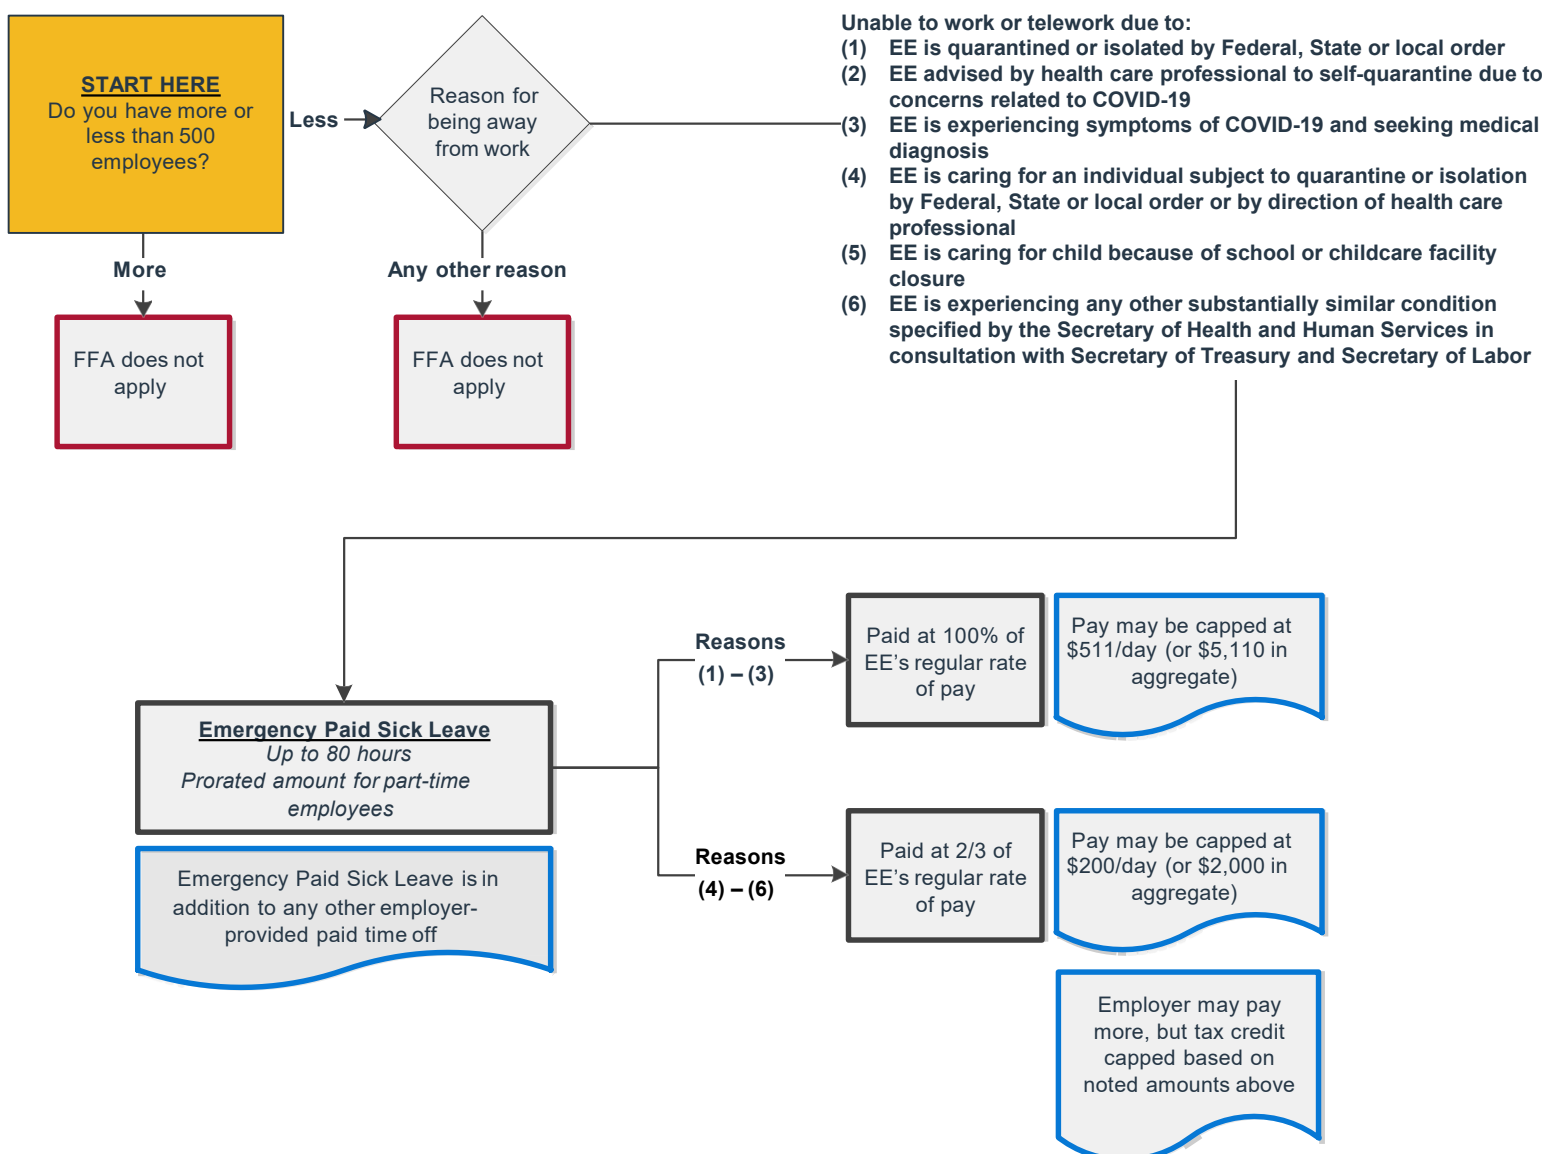 START HERE
Do you have more or
less than 500
employees?
Less
Reason for
being away
from work
More
Any other reason
FFA does not
apply
FFA does not
apply
Unable to work or telework due to:
(1) EE is quarantined or isolated by Federal, State or local order
(2) EE advised by health care professional to self-quarantine due to
concerns related to COVID-19
(3) EE is experiencing symptoms of COVID-19 and seeking medical
diagnosis
(4) EE is caring for an individual subject to quarantine or isolation
by Federal, State or local order or by direction of health care
professional
(5) EE is caring for child because of school or childcare facility
closure
(6) EE is experiencing any other substantially similar condition
specified by the Secretary of Health and Human Services in
consultation with Secretary of Treasury and Secretary of Labor
Emergency Paid Sick Leave
Up to 80 hours
Prorated amount for part-time
employees
Emergency Paid Sick Leave is in
addition to any other employer-
provided paid time off
Reasons
(1) – (3)
Paid at 100% of
EE’s regular rate
of pay
Pay may be capped at
$511/day (or $5,110 in
aggregate)
Reasons
(4) – (6)
Paid at 2/3 of
EE’s regular rate
of pay
Pay may be capped at
$200/day (or $2,000 in
aggregate)
Employer may pay
more, but tax credit
capped based on
noted amounts above